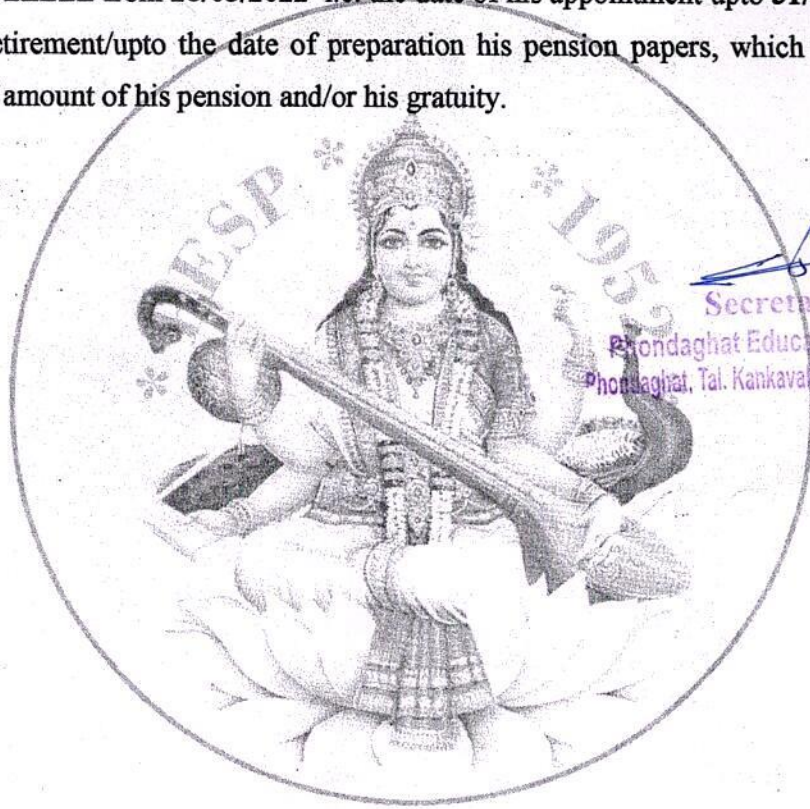 etirement/upto the date of preparation his pension papers, which
amount of his pension and/or his gratuity.
ESP * * 1952 *
Secret
Phondaghat Educ
Phondaghat, Tal. Kankava